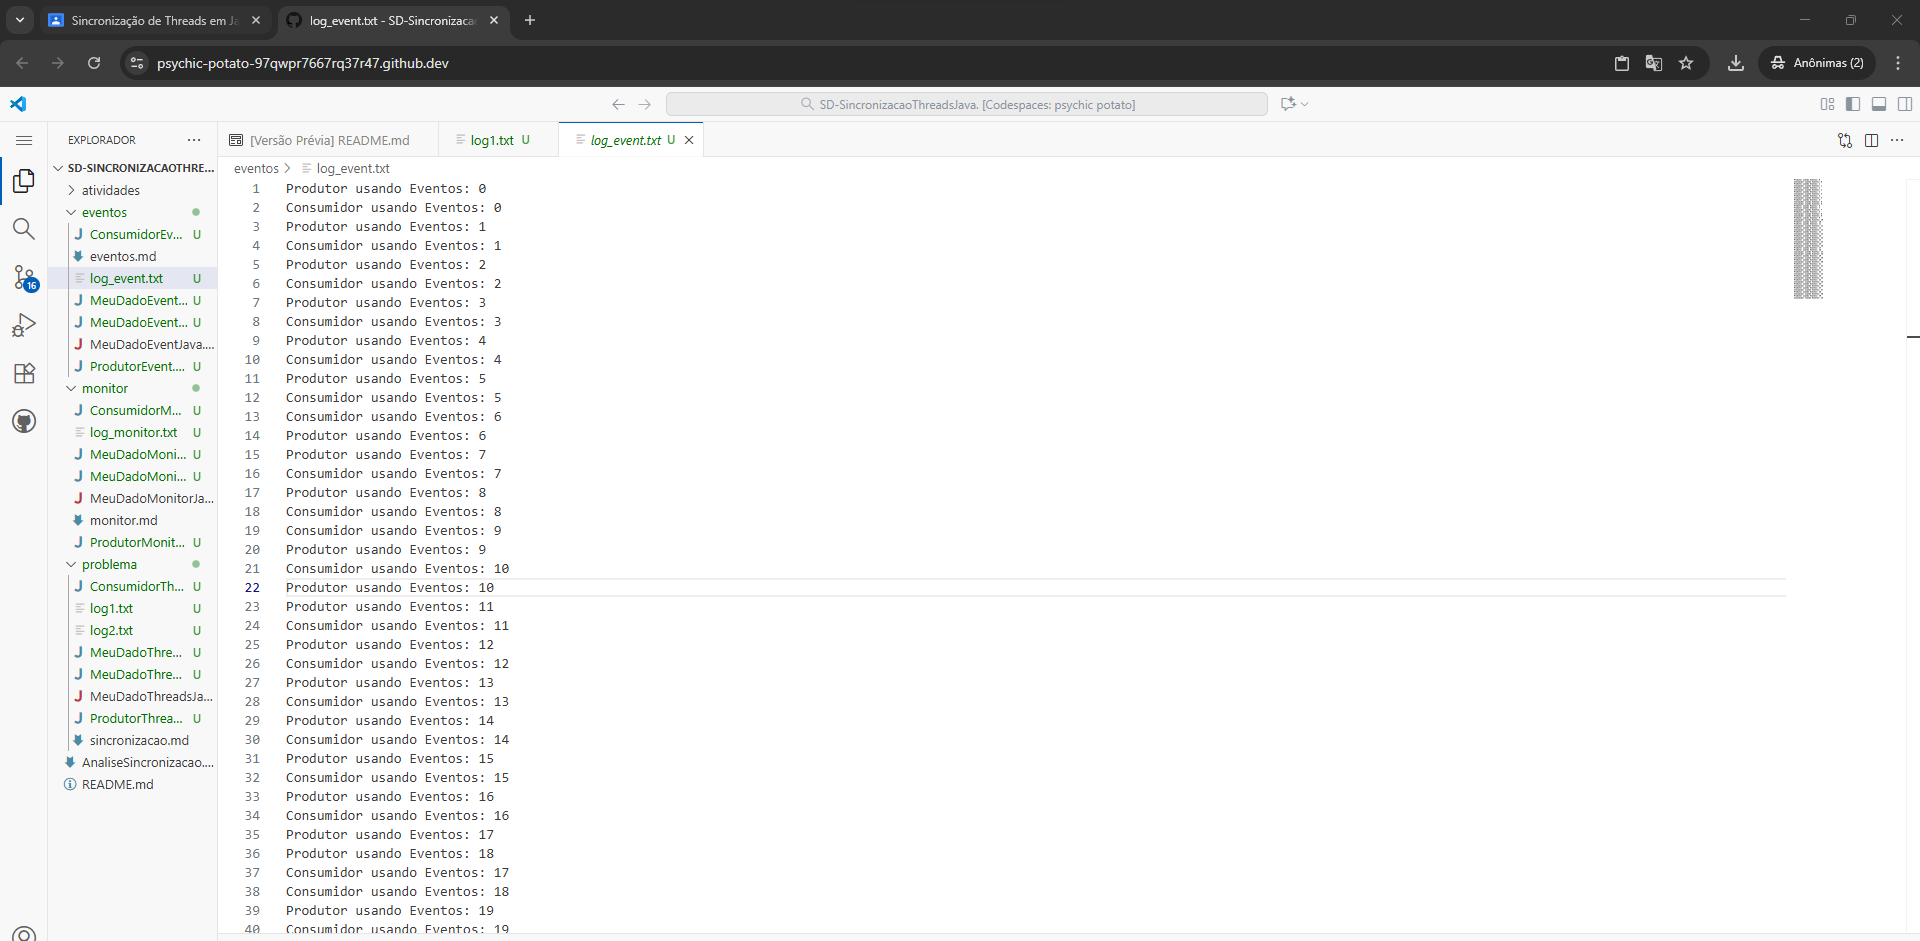 Sincronização de Threads em Ja
log_event.txt - SD-Sincronizaca
psychic-potato-97qwpr7667rq37r47.github.dev
Anônimas (2)
SD-SincronizacaoThreadsJava. [Codespaces: psychic potato]
EXPLORADOR
[Versão Prévia] README.md
log1.txt U
log_event.txt U
SD-SINCRONIZACAOTHRE...
atividades
eventos
ConsumidorEv... U
eventos.md
log_event.txt U
MeuDadoEvent... U
MeuDadoEvent... U
MeuDadoEventJava....
ProdutorEvent.... U
monitor
ConsumidorM... U
log_monitor.txt U
MeuDadoMoni... U
MeuDadoMoni... U
MeuDadoMonitorJa...
monitor.md
ProdutorMonit... U
problema
ConsumidorTh... U
log1.txt U
log2.txt U
MeuDadoThre... U
MeuDadoThre... U
MeuDadoThreadsJa...
ProdutorThrea... U
sincronizacao.md
AnaliseSincronizacao....
README.md
16
eventos > log_event.txt
1 Produtor usando Eventos: 0
2 Consumidor usando Eventos: 0
3 Produtor usando Eventos: 1
4 Consumidor usando Eventos: 1
5 Produtor usando Eventos: 2
6 Consumidor usando Eventos: 2
7 Produtor usando Eventos: 3
8 Consumidor usando Eventos: 3
9 Produtor usando Eventos: 4
10 Consumidor usando Eventos: 4
11 Produtor usando Eventos: 5
12 Consumidor usando Eventos: 5
13 Consumidor usando Eventos: 6
14 Produtor usando Eventos: 6
15 Produtor usando Eventos: 7
16 Consumidor usando Eventos: 7
17 Produtor usando Eventos: 8
18 Consumidor usando Eventos: 8
19 Consumidor usando Eventos: 9
20 Produtor usando Eventos: 9
21 Consumidor usando Eventos: 10
22 Produtor usando Eventos: 10
23 Produtor usando Eventos: 11
24 Consumidor usando Eventos: 11
25 Produtor usando Eventos: 12
26 Consumidor usando Eventos: 12
27 Produtor usando Eventos: 13
28 Consumidor usando Eventos: 13
29 Produtor usando Eventos: 14
30 Consumidor usando Eventos: 14
31 Produtor usando Eventos: 15
32 Consumidor usando Eventos: 15
33 Produtor usando Eventos: 16
34 Consumidor usando Eventos: 16
35 Produtor usando Eventos: 17
36 Produtor usando Eventos: 18
37 Consumidor usando Eventos: 17
38 Consumidor usando Eventos: 18
39 Produtor usando Eventos: 19
40 Consumidor usando Eventos: 19